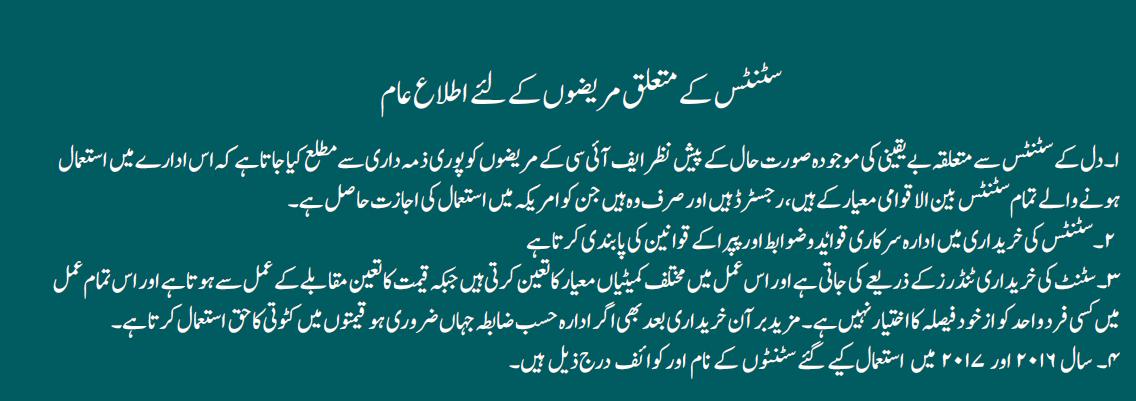 سٹنٹس کے متعلق مریضوں کے لئے اطلاع عام
۱۔دل کے سٹنٹس سے متعلقہ بے یقینی کی موجودہ صورت حال کے پیش نظر ایف آئی سی کے مریضوں کو پوری ذمہ داری سے مطلع کیا جاتا ہے کہ اس ادارے میں استعمال
ہونے والے تمام سٹنٹس بین الاقوامی معیار کے ہیں،رجسٹرڈ ہیں اور صرف وہ ہیں جن کو امریکہ میں استعمال کی اجازت حاصل ہے۔
۲۔سٹنٹس کی خریداری میں ادارہ سرکاری قوائد وضوابط اور پیپرا کے قوانین کی پابندی کرتا ہے
۳۔سٹنٹ کی خریداری ٹنڈرز کے ذریعے کی جاتی ہے اور اس عمل میں مختلف کمیٹیاں معیار کا تعین کرتی ہیں جبکہ قیمت کا تعین مقابلے کے عمل سے ہوتا ہے اور اس تمام عمل
میں کسی فرد واحد کو از خود فیصلہ کا اختیار نہیں ہے۔مزید بر آن خریداری بعد بھی اگر ادارہ حسب ضابطہ جہاں ضروری ہو قیمتوں میں کٹوتی کا حق استعمال کرتا ہے۔
۴۔ سال ۲۰۱۶ اور ۲۰۱۷ میں استعمال کیے گئے سٹنٹوں کے نام اور کوائف درج ذیل ہیں۔